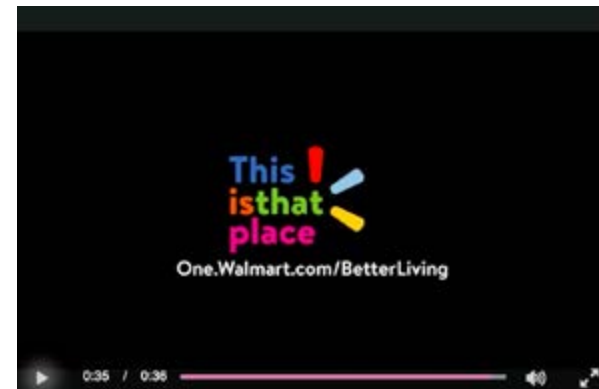 This
isthat
place
One.Walmart.com/BetterLiving
0:35 / 0:36